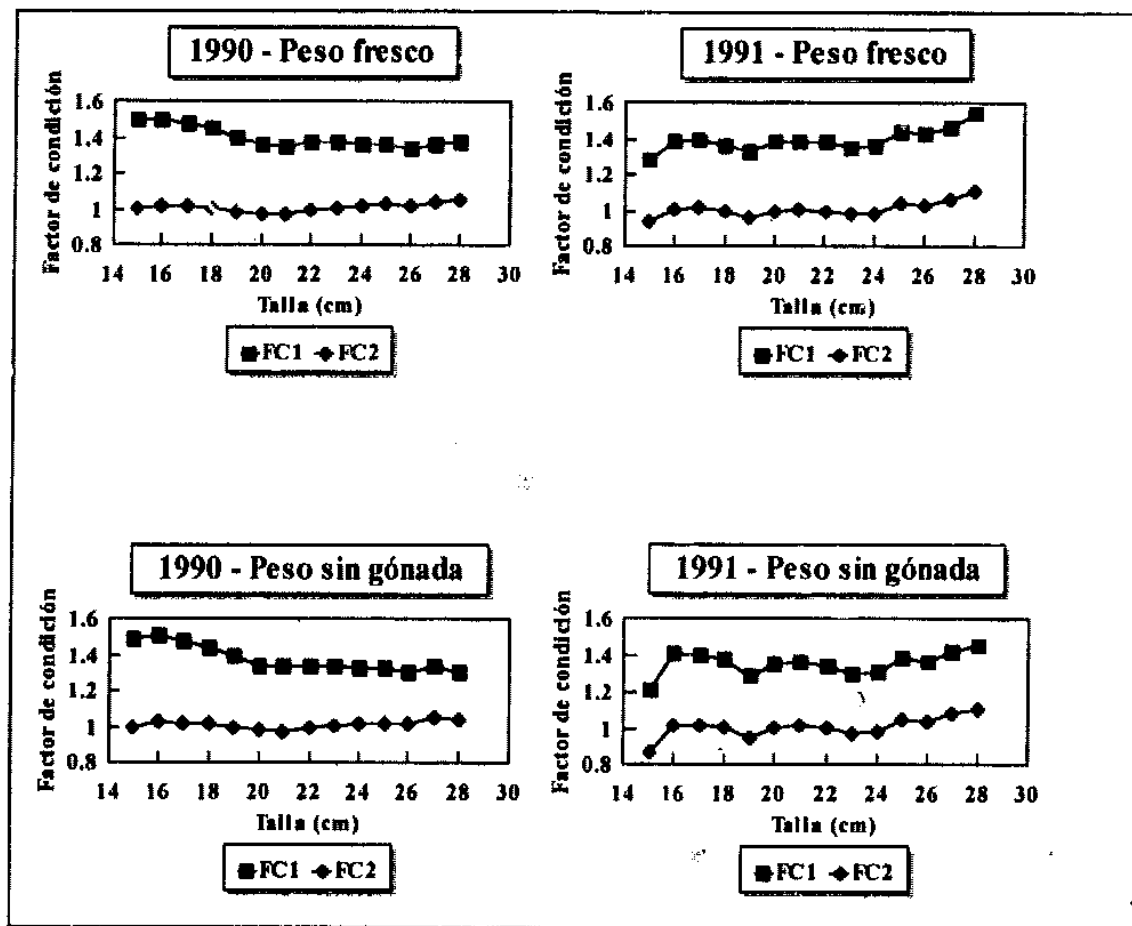 1990 - Peso fresco
Factor de condición
1.6
1.4
1.2
1
0.8
14 16 18 20 22 24 26 28 30
Talla (cm)
FC1 FC2
1991 - Peso fresco
Factor de condición
1.6
1.4
1.2
1
0.8
14 16 18 20 22 24 26 28 30
Talla (cm)
FC1 FC2
1990 - Peso sin gónada
Factor de condición
1.6
1.4
1.2
1
0.8
14 16 18 20 22 24 26 28 30
Talla (cm)
FC1 FC2
1991 - Peso sin gónada
Factor de condición
1.6
1.4
1.2
1
0.8
14 16 18 20 22 24 26 28 30
Talla (cm)
FC1 FC2